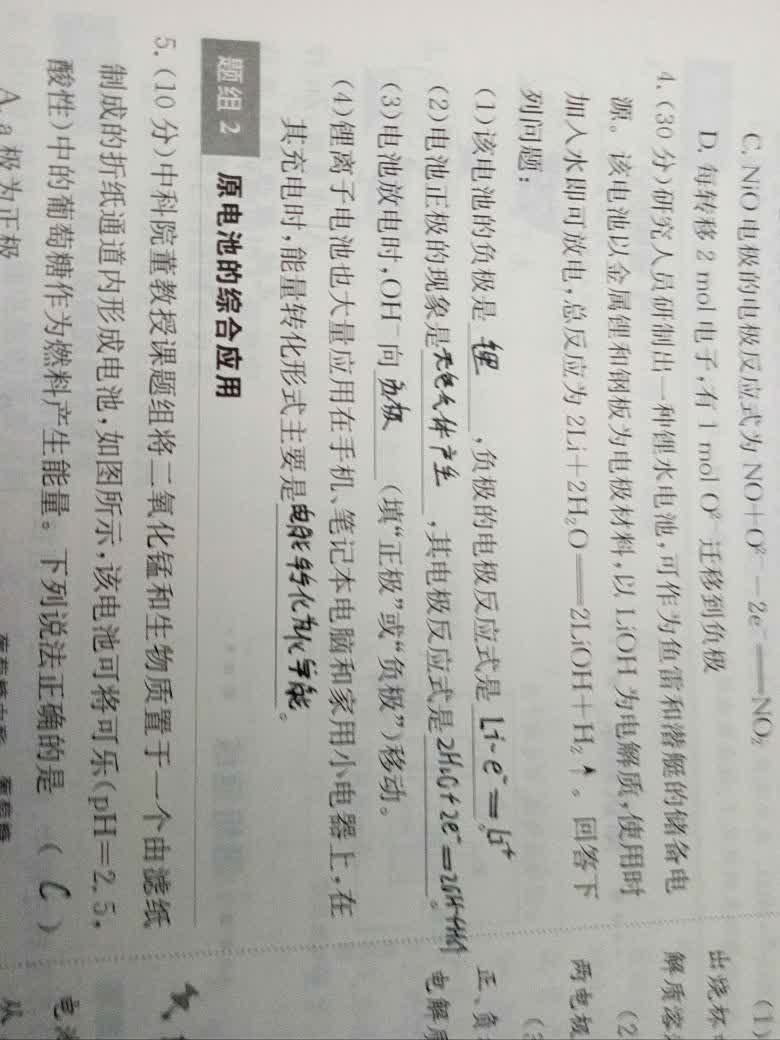 C. NiO 电极的电极反应式为 NO+O²⁻-2e⁻══NO₂
D. 每转移 2 mol 电子,有 1 mol O²⁻ 迁移到负极
4. (30 分)研究人员研制出一种锂水电池,可作为鱼雷和潜艇的储备电
源。该电池以金属锂和钢板为电极材料,以 LiOH 为电解质,使用时
加入水即可放电,总反应为 2Li+2H₂O══2LiOH+H₂↑。回答下
列问题:
(1)该电池的负极是 锂 ,负极的电极反应式是 Li-e⁻=Li⁺ 。
(2)电池正极的现象是 无色气体产生 ,其电极反应式是 2H₂O+2e⁻=2OH⁻+H₂↑ 。
(3)电池放电时,OH⁻向 负极 (填“正极”或“负极”)移动。
(4)锂离子电池也大量应用在手机、笔记本电脑和家用小电器上,在
其充电时,能量转化形式主要是 电能转化为化学能 。
题组 2 原电池的综合应用
5. (10 分)中科院董教授课题组将二氧化锰和生物质置于一个由滤纸
制成的折纸通道内形成电池,如图所示,该电池可将可乐(pH=2.5,
酸性)中的葡萄糖作为燃料产生能量。下列说法正确的是 ( C )
A. a 极为正极
(1)
出烧杯
解质溶
(2
两电极
(3
正、负
电解质